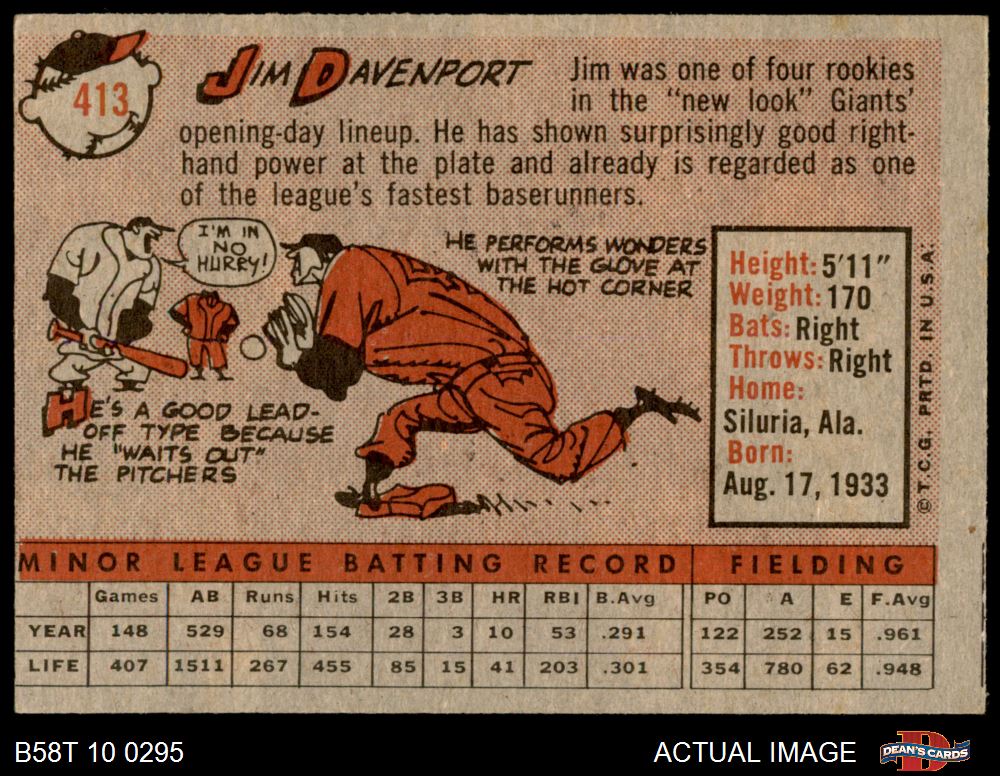 413
JIM DAVENPORT
Jim was one of four rookies
in the "new look" Giants'
opening-day lineup. He has shown surprisingly good right-
hand power at the plate and already is regarded as one
of the league's fastest baserunners.
I'M IN
NO
HURRY!
HE PERFORMS WONDERS
WITH THE GLOVE AT
THE HOT CORNER
HE'S A GOOD LEAD-
OFF TYPE BECAUSE
HE "WAITS OUT"
THE PITCHERS
Height: 5'11"
Weight: 170
Bats: Right
Throws: Right
Home:
Siluria, Ala.
Born:
Aug. 17, 1933
© T.C.G. PRTD. IN U.S.A.
MINOR LEAGUE BATTING RECORD FIELDING
Games AB Runs Hits 2B 3B HR RBI B.Avg PO A E F.Avg
YEAR 148 529 68 154 28 3 10 53 .291 122 252 15 .961
LIFE 407 1511 267 455 85 15 41 203 .301 354 780 62 .948
B58T 10 0295
ACTUAL IMAGE
DEAN'S CARDS